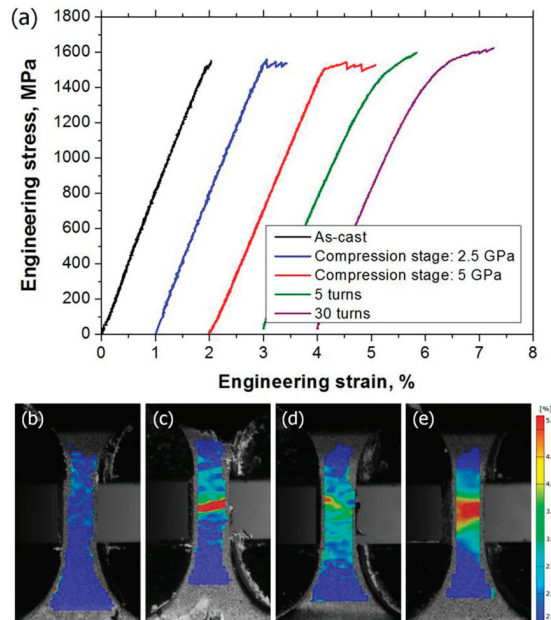 (a)
1800
1600
1400
1200
1000
800
600
400
200
0
Engineering stress, MPa
As-cast
Compression stage: 2.5 GPa
Compression stage: 5 GPa
5 turns
30 turns
0 1 2 3 4 5 6 7 8
Engineering strain, %
(b) (c) (d) (e)
[%]